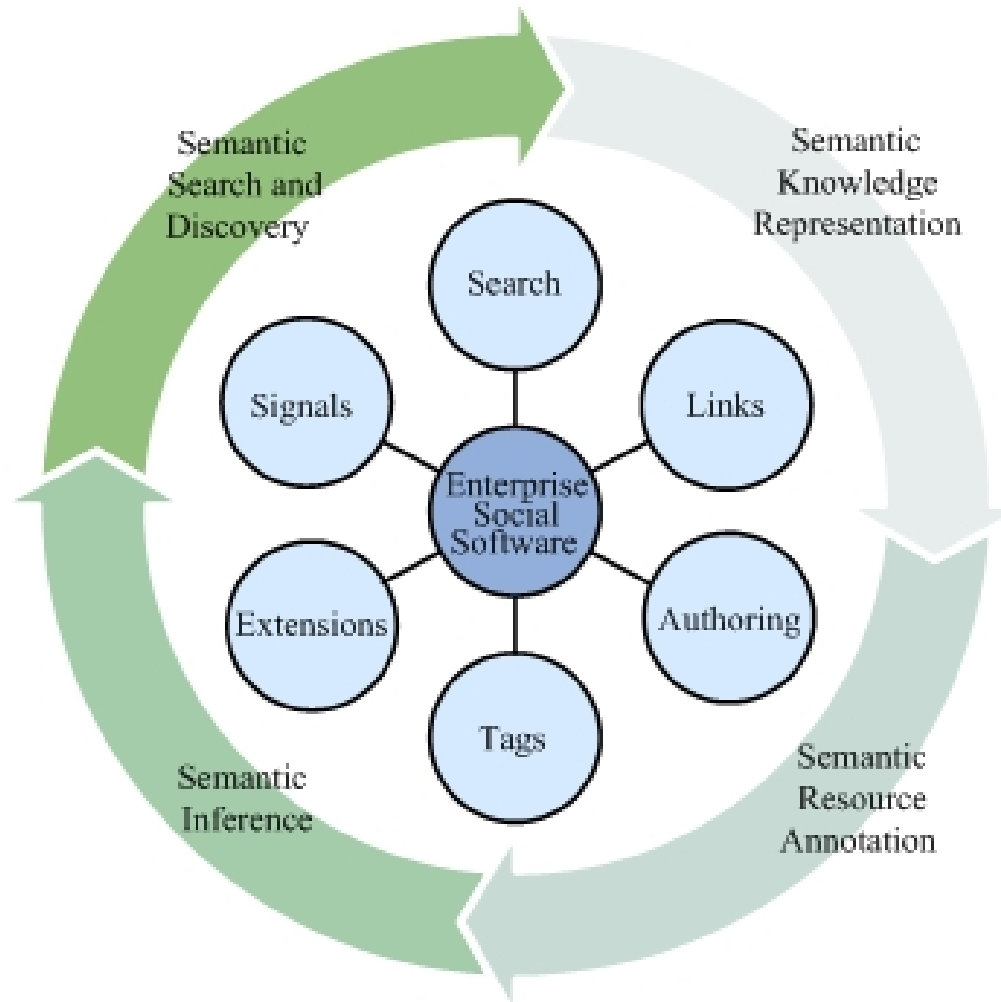 Semantic
Search and
Discovery
Semantic
Knowledge
Representation
Search
Signals
Links
Enterprise
Social
Software
Extensions
Authoring
Tags
Semantic
Inference
Semantic
Resource
Annotation